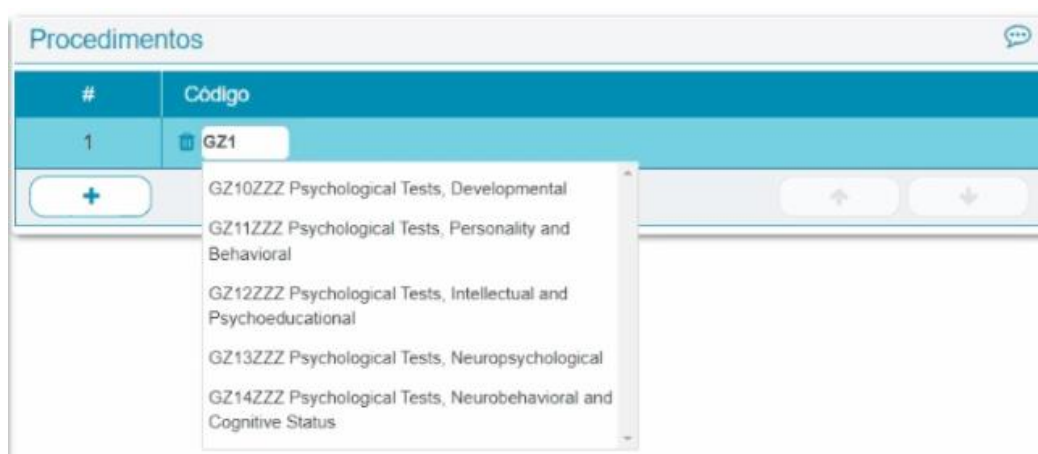 Procedimentos
# Código
1 GZ1
GZ10ZZZ Psychological Tests, Developmental
GZ11ZZZ Psychological Tests, Personality and
Behavioral
GZ12ZZZ Psychological Tests, Intellectual and
Psychoeducational
GZ13ZZZ Psychological Tests, Neuropsychological
GZ14ZZZ Psychological Tests, Neurobehavioral and
Cognitive Status